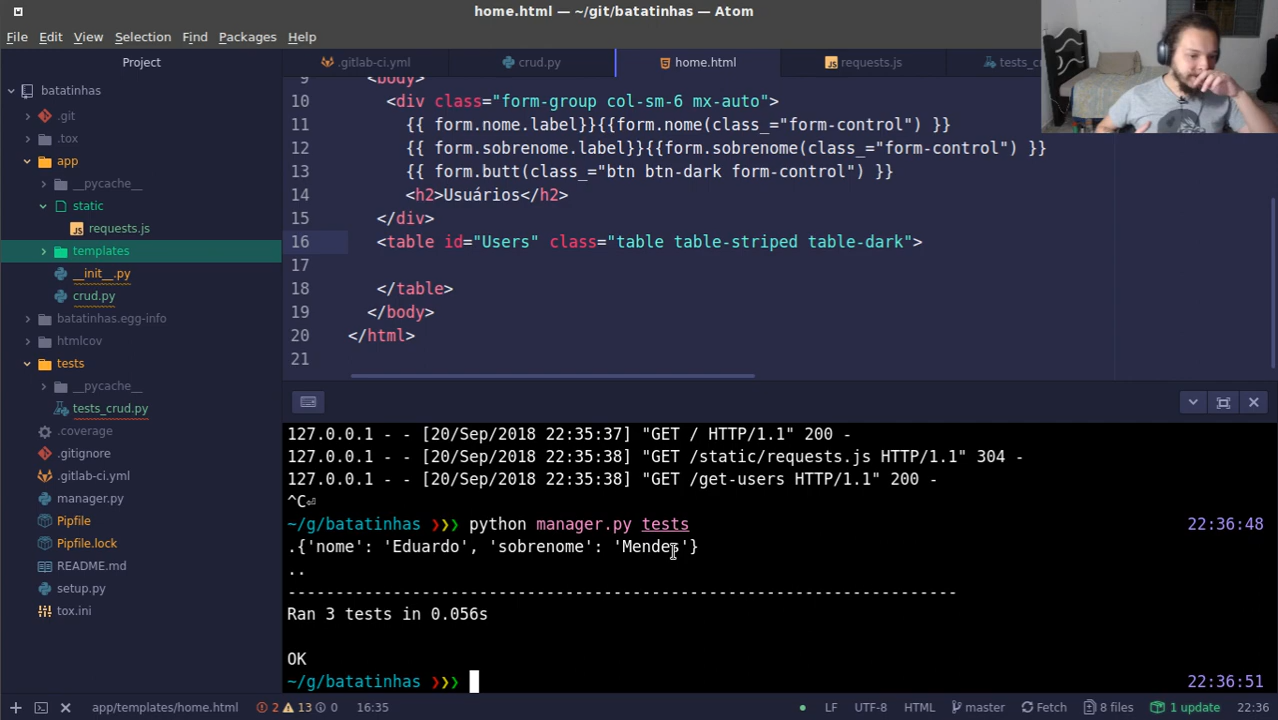 home.html — ~/git/batatinhas — Atom
File Edit View Selection Find Packages Help
Project
.gitlab-ci.yml
crud.py
home.html
requests.js
tests_c
batatinhas
.git
.tox
app
__pycache__
static
requests.js
templates
__init__.py
crud.py
batatinhas.egg-info
htmlcov
tests
__pycache__
tests_crud.py
.coverage
.gitignore
.gitlab-ci.yml
manager.py
Pipfile
Pipfile.lock
README.md
setup.py
tox.ini
9 <body>
10 <div class="form-group col-sm-6 mx-auto">
11 {{ form.nome.label}}{{form.nome(class_="form-control") }}
12 {{ form.sobrenome.label}}{{form.sobrenome(class_="form-control") }}
13 {{ form.butt(class_="btn btn-dark form-control") }}
14 <h2>Usuários</h2>
15 </div>
16 <table id="Users" class="table table-striped table-dark">
17
18 </table>
19 </body>
20 </html>
21
127.0.0.1 - - [20/Sep/2018 22:35:37] "GET / HTTP/1.1" 200 -
127.0.0.1 - - [20/Sep/2018 22:35:38] "GET /static/requests.js HTTP/1.1" 304 -
127.0.0.1 - - [20/Sep/2018 22:35:38] "GET /get-users HTTP/1.1" 200 -
^C⏎
~/g/batatinhas ❯❯❯ python manager.py tests 22:36:48
.{'nome': 'Eduardo', 'sobrenome': 'Mendes'}
..
----------------------------------------------------------------------
Ran 3 tests in 0.056s
OK
~/g/batatinhas ❯❯❯ 22:36:51
2 13 0 app/templates/home.html 16:35 LF UTF-8 HTML master Fetch 8 files 1 update 22:36